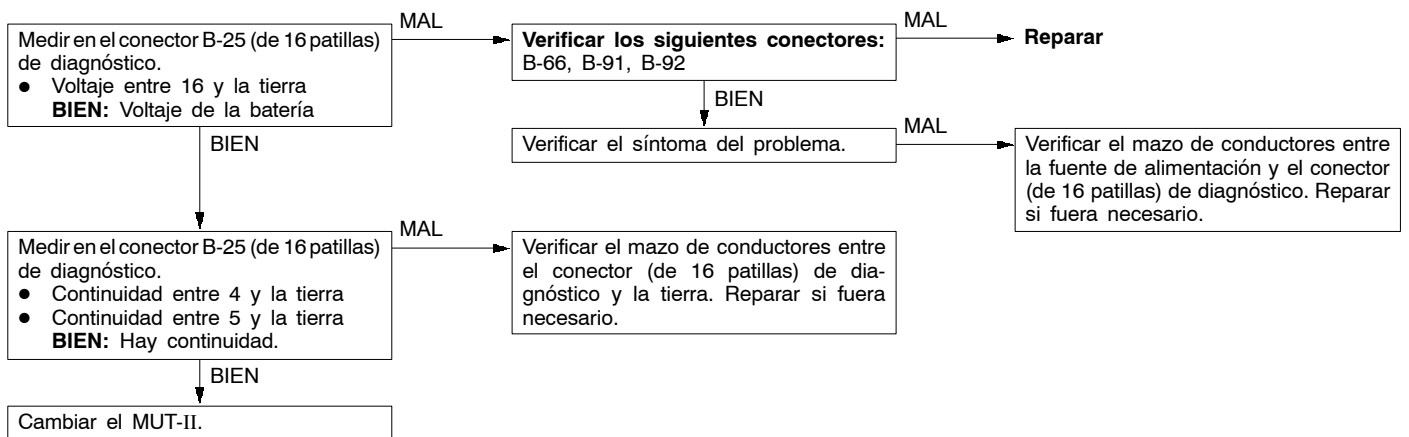 Medir en el conector B-25 (de 16 patillas)
de diagnóstico.
● Voltaje entre 16 y la tierra
BIEN: Voltaje de la batería
MAL
Verificar los siguientes conectores:
B-66, B-91, B-92
MAL
Reparar
BIEN
BIEN
Verificar el síntoma del problema.
MAL
Verificar el mazo de conductores entre
la fuente de alimentación y el conector
(de 16 patillas) de diagnóstico. Reparar
si fuera necesario.
Medir en el conector B-25 (de 16 patillas)
de diagnóstico.
● Continuidad entre 4 y la tierra
● Continuidad entre 5 y la tierra
BIEN: Hay continuidad.
MAL
Verificar el mazo de conductores entre
el conector (de 16 patillas) de dia-
gnóstico y la tierra. Reparar si fuera
necesario.
BIEN
Cambiar el MUT-II.